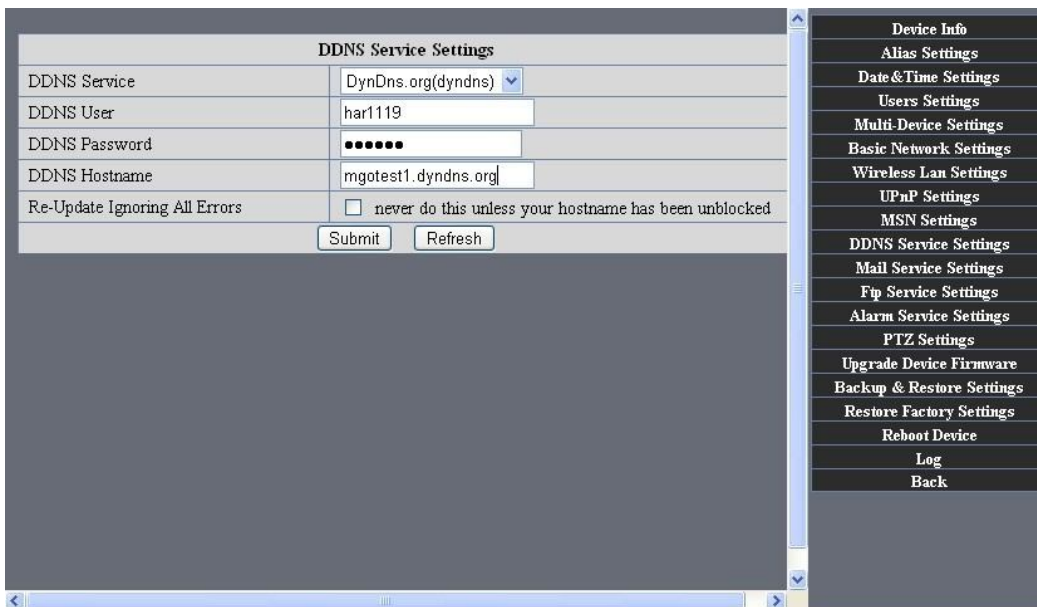 DDNS Service Settings
DDNS Service DynDns.org(dyndns)
DDNS User har1119
DDNS Password ●●●●●●
DDNS Hostname mgotest1.dyndns.org
Re-Update Ignoring All Errors never do this unless your hostname has been unblocked
Submit Refresh
Device Info
Alias Settings
Date&Time Settings
Users Settings
Multi-Device Settings
Basic Network Settings
Wireless Lan Settings
UPnP Settings
MSN Settings
DDNS Service Settings
Mail Service Settings
Ftp Service Settings
Alarm Service Settings
PTZ Settings
Upgrade Device Firmware
Backup & Restore Settings
Restore Factory Settings
Reboot Device
Log
Back